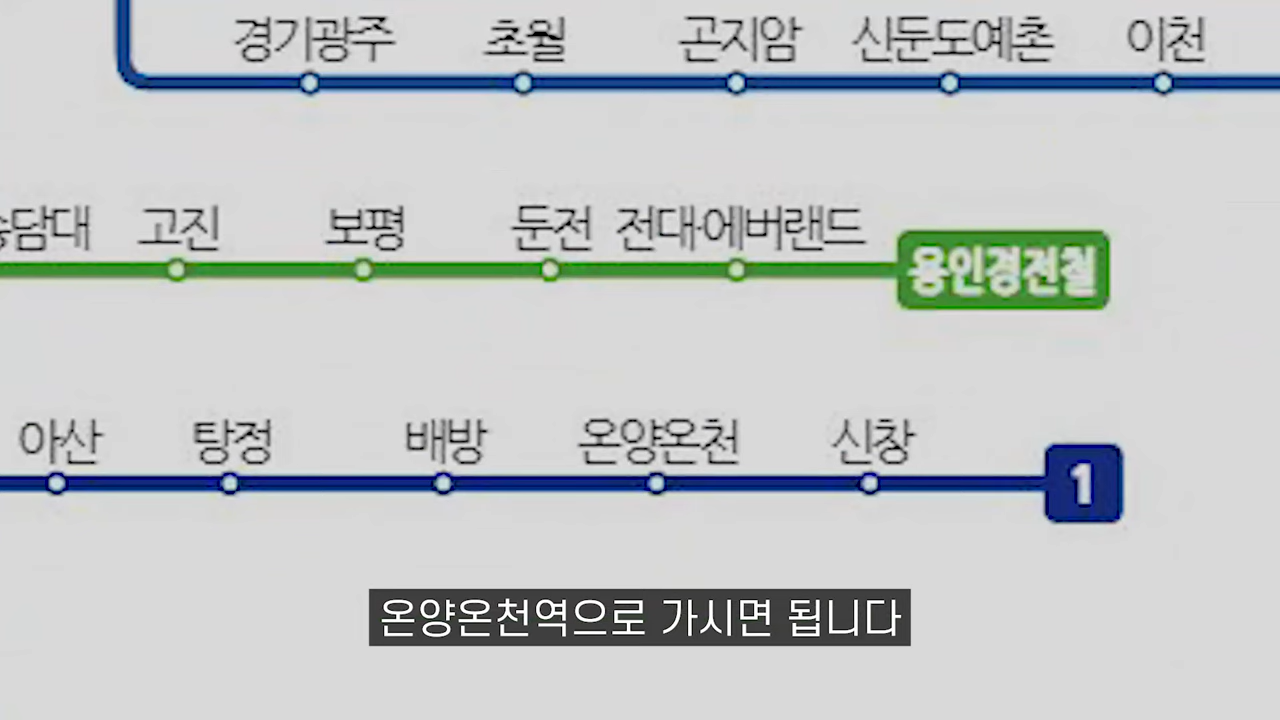 경기광주 초월 곤지암 신둔도예촌 이천
송담대 고진 보평 둔전 전대·에버랜드
용인경전철
아산 탕정 배방 온양온천 신창
1
온양온천역으로 가시면 됩니다